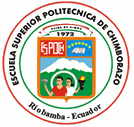 ESCUELA SUPERIOR POLITECNICA DE CHIMBORAZO
1972
ESPOCH
Riobamba - Ecuador